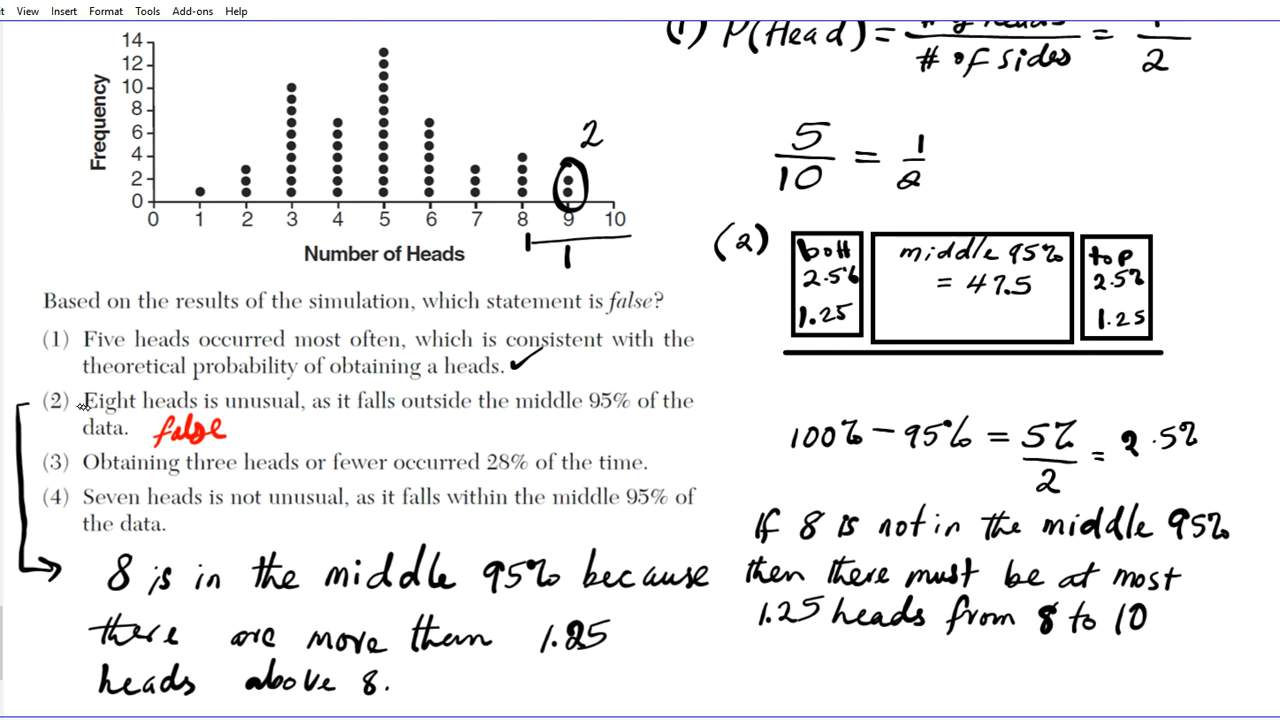 View Insert Format Tools Add-ons Help
(1) P(Head) = # of heads / # of sides = 1/2
14
12
10
8
6
4
2
0
Frequency
0 1 2 3 4 5 6 7 8 9 10
Number of Heads
2
1
5/10 = 1/2
(2)
bott
2.5%
1.25
middle 95%
= 47.5
top
2.5%
1.25
Based on the results of the simulation, which statement is false?
(1) Five heads occurred most often, which is consistent with the
theoretical probability of obtaining a heads. ✓
(2) Eight heads is unusual, as it falls outside the middle 95% of the
data. false
(3) Obtaining three heads or fewer occurred 28% of the time.
(4) Seven heads is not unusual, as it falls within the middle 95% of
the data.
100% - 95% = 5%/2 = 2.5%
If 8 is not in the middle 95%
then there must be at most
1.25 heads from 8 to 10
8 is in the middle 95% because
there are more than 1.25
heads above 8.